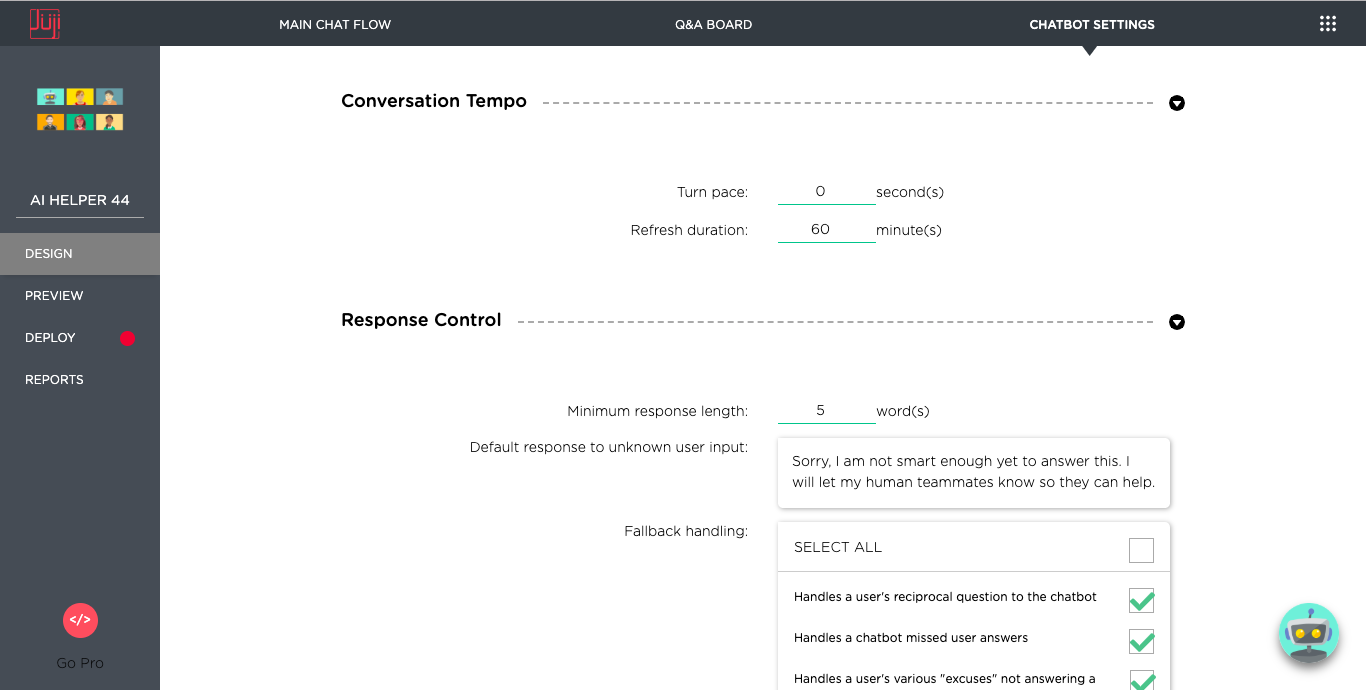 Jüji
MAIN CHAT FLOW
Q&A BOARD
CHATBOT SETTINGS
AI HELPER 44
DESIGN
PREVIEW
DEPLOY
REPORTS
</>
Go Pro
Conversation Tempo
Turn pace: 0 second(s)
Refresh duration: 60 minute(s)
Response Control
Minimum response length: 5 word(s)
Default response to unknown user input:
Sorry, I am not smart enough yet to answer this. I
will let my human teammates know so they can help.
Fallback handling:
SELECT ALL
Handles a user's reciprocal question to the chatbot
Handles a chatbot missed user answers
Handles a user's various "excuses" not answering a